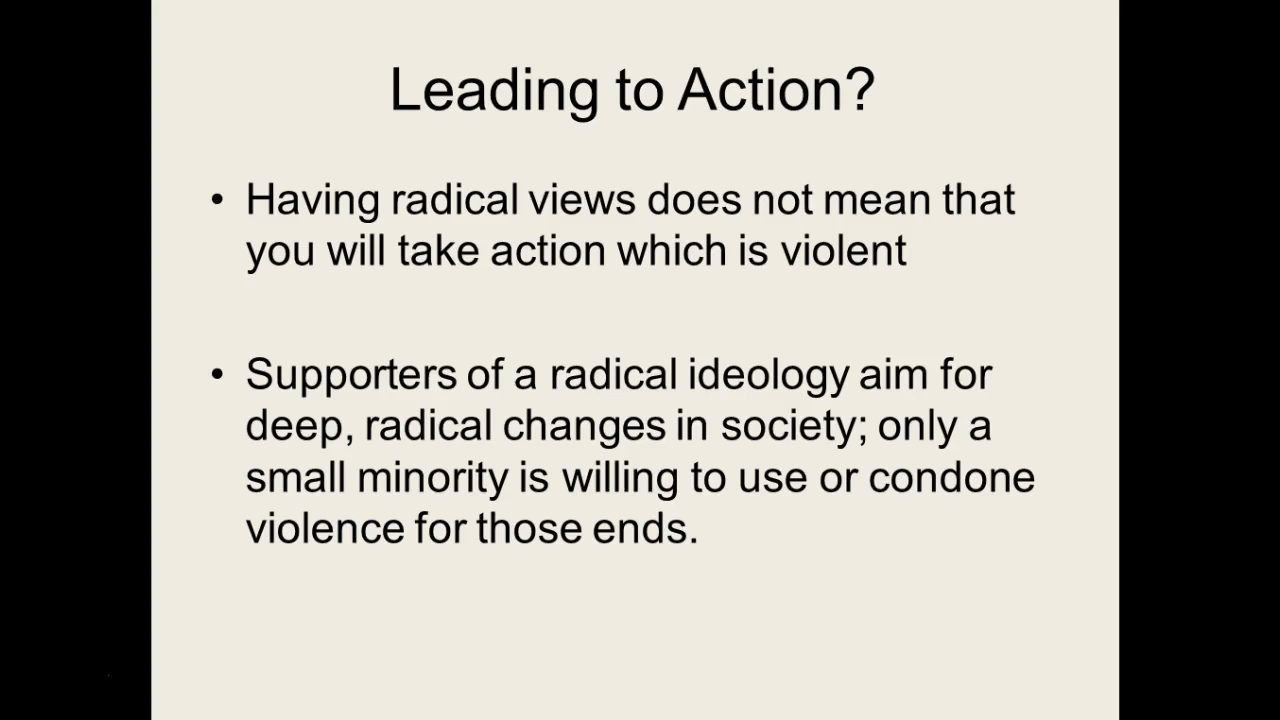 Leading to Action?
• Having radical views does not mean that
you will take action which is violent
• Supporters of a radical ideology aim for
deep, radical changes in society; only a
small minority is willing to use or condone
violence for those ends.